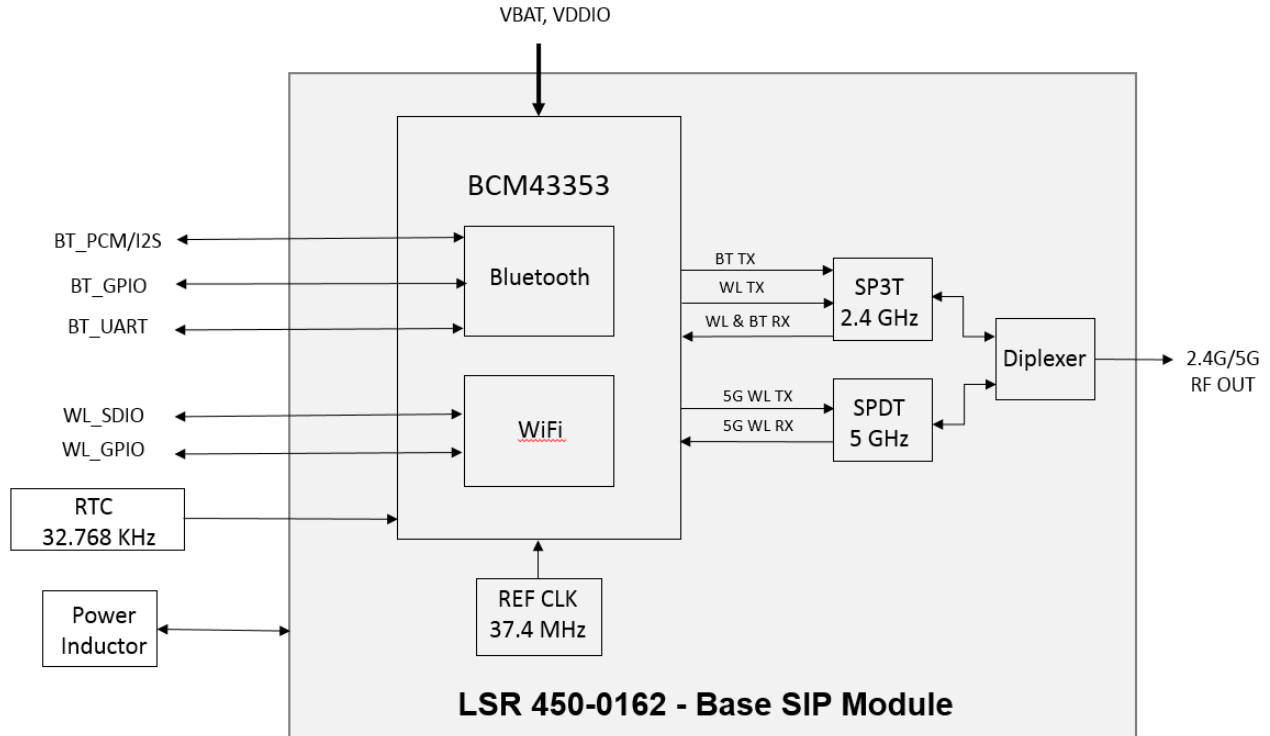 VBAT, VDDIO
BCM43353
BT_PCM/I2S
BT_GPIO
BT_UART
Bluetooth
BT TX
WL TX
WL & BT RX
SP3T
2.4 GHz
Diplexer
2.4G/5G
RF OUT
WL_SDIO
WL_GPIO
WiFi
5G WL TX
5G WL RX
SPDT
5 GHz
RTC
32.768 KHz
REF CLK
37.4 MHz
Power
Inductor
LSR 450-0162 - Base SIP Module